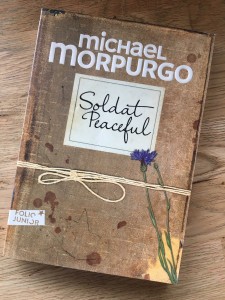 michael
morpurgo
Soldat
Peaceful
FOLIO
JUNIOR